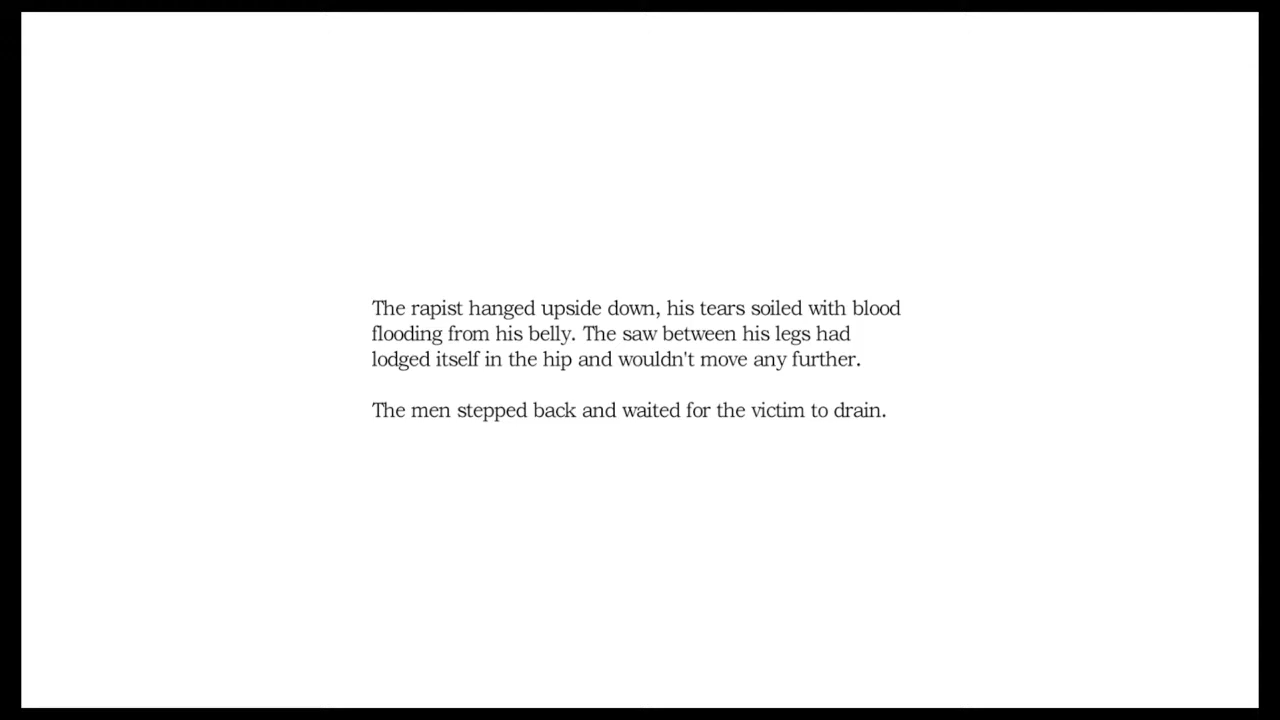 The rapist hanged upside down, his tears soiled with blood
flooding from his belly. The saw between his legs had
lodged itself in the hip and wouldn't move any further.
The men stepped back and waited for the victim to drain.